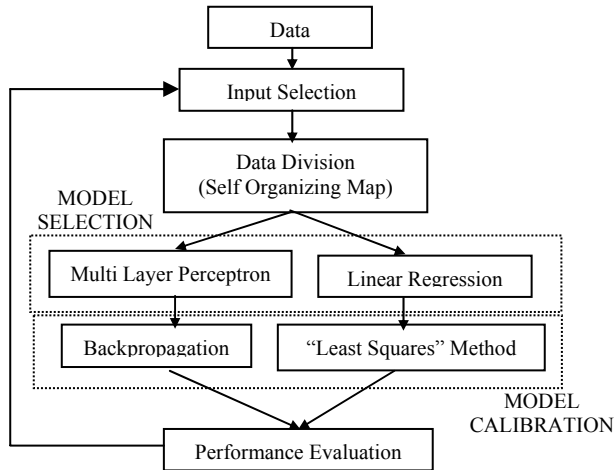 Data
Input Selection
Data Division
(Self Organizing Map)
MODEL
SELECTION
Multi Layer Perceptron
Linear Regression
Backpropagation
“Least Squares” Method
MODEL
CALIBRATION
Performance Evaluation